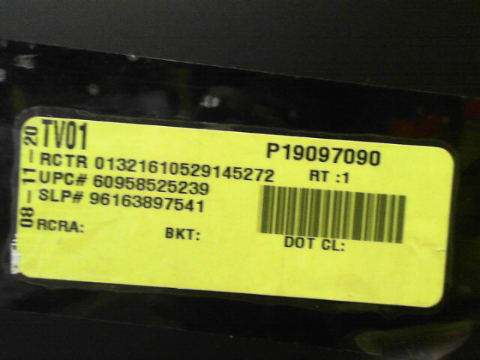 08-11-20
TV01
P19097090
RCTR 01321610529145272
RT :1
UPC# 60958525239
SLP# 96163897541
RCRA:
BKT:
DOT CL: